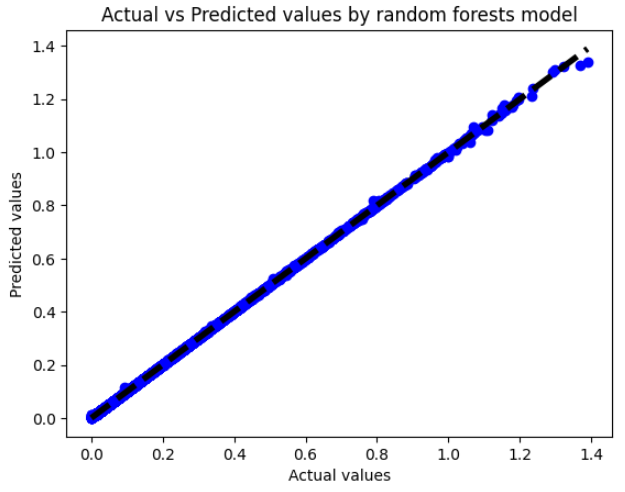 Actual vs Predicted values by random forests model
1.4
1.2
1.0
0.8
0.6
0.4
0.2
0.0
Predicted values
0.0 0.2 0.4 0.6 0.8 1.0 1.2 1.4
Actual values